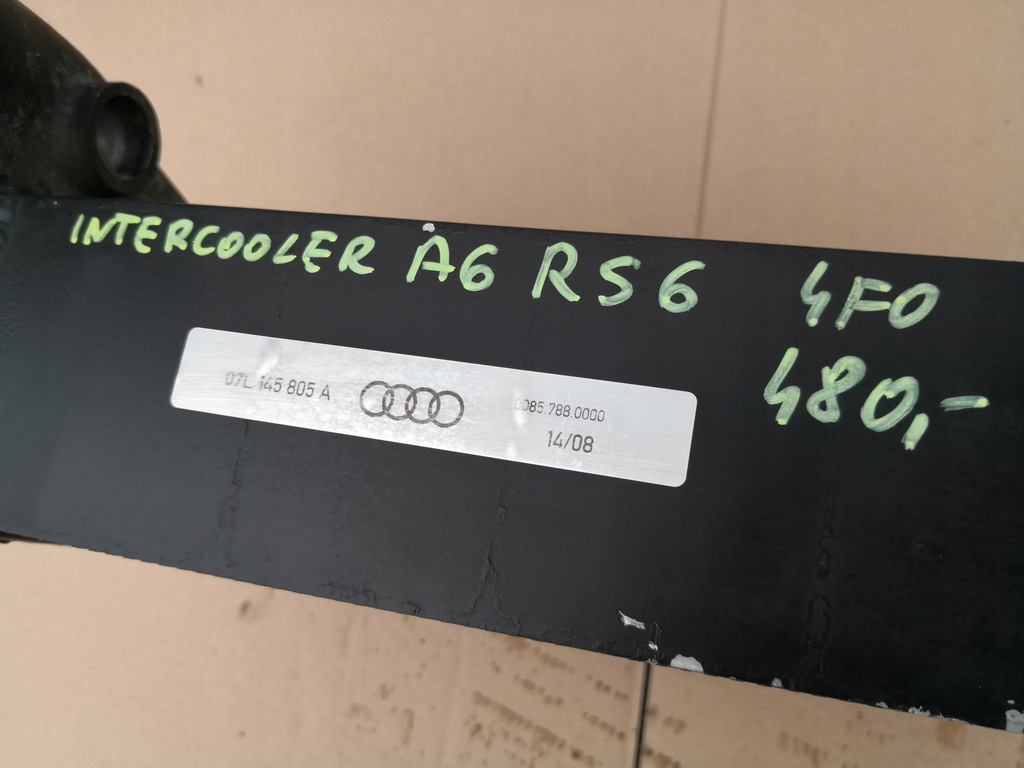 INTERCOOLER A6 RS6 4F0
480,-
07L 145 805 A
0085.788.0000
14/08